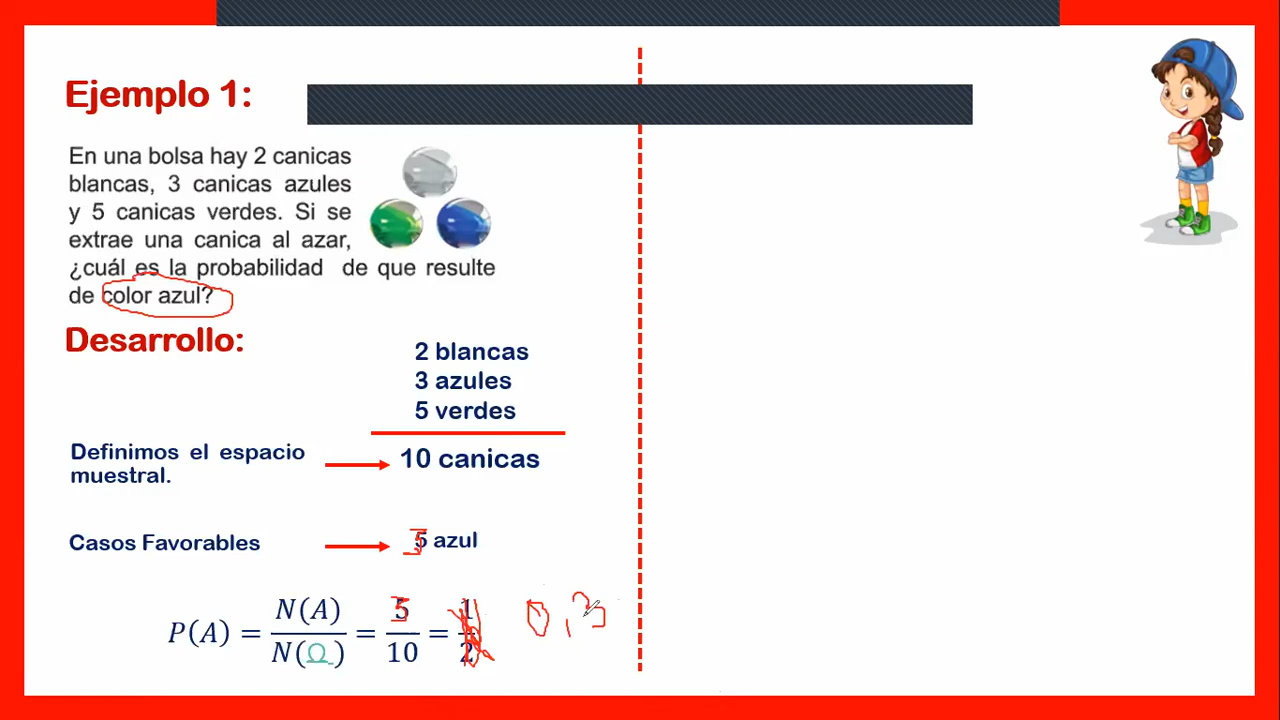 Ejemplo 1:
En una bolsa hay 2 canicas
blancas, 3 canicas azules
y 5 canicas verdes. Si se
extrae una canica al azar,
¿cuál es la probabilidad de que resulte
de color azul?
Desarrollo:
2 blancas
3 azules
5 verdes
Definimos el espacio
muestral.
10 canicas
Casos Favorables
5 azul
P(A) = N(A)/N(Ω) = 5/10 = 1/2 0,3